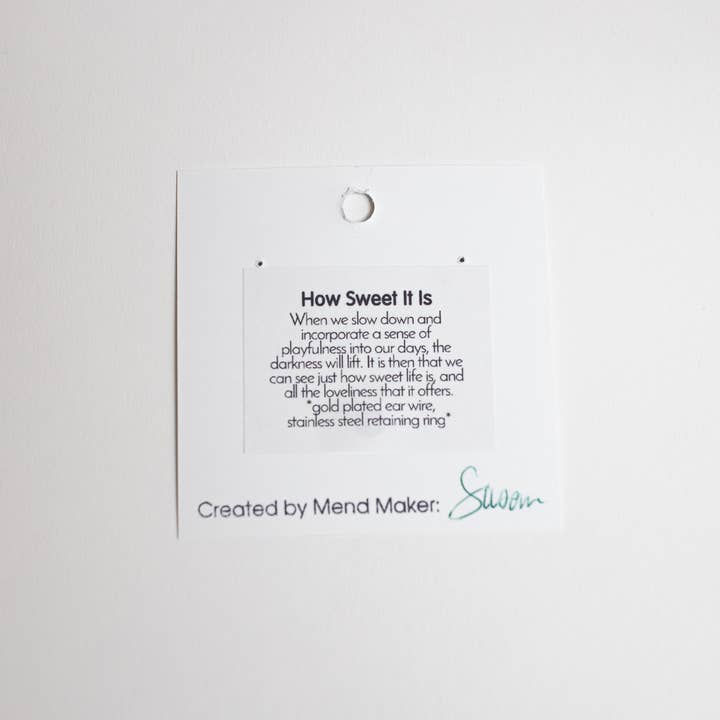 How Sweet It Is
When we slow down and
incorporate a sense of
playfulness into our days, the
darkness will lift. It is then that we
can see just how sweet life is, and
all the loveliness that it offers.
*gold plated ear wire,
stainless steel retaining ring*
Created by Mend Maker: